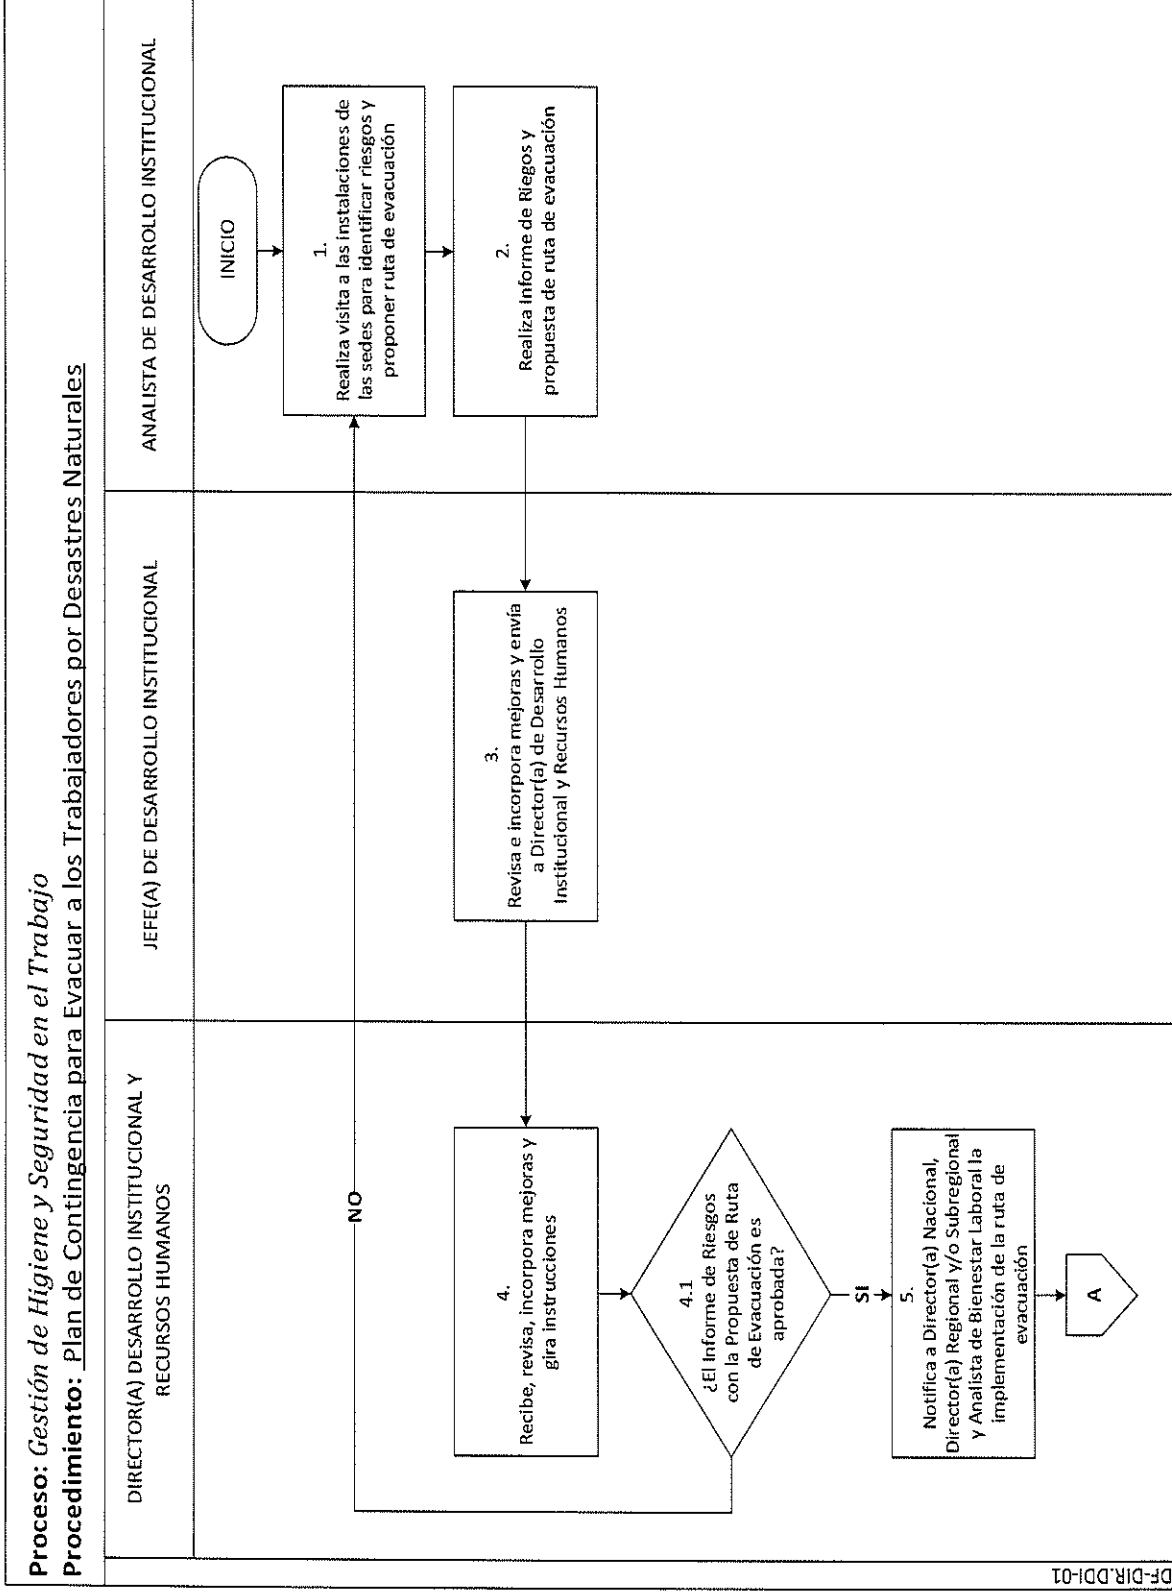 Proceso: Gestión de Higiene y Seguridad en el Trabajo
Procedimiento: Plan de Contingencia para Evacuar a los Trabajadores por Desastres Naturales
DIRECTOR(A) DESARROLLO INSTITUCIONAL Y
RECURSOS HUMANOS
JEFE(A) DE DESARROLLO INSTITUCIONAL
ANALISTA DE DESARROLLO INSTITUCIONAL
INICIO
1.
Realiza visita a las instalaciones de
las sedes para identificar riesgos y
proponer ruta de evacuación
2.
Realiza Informe de Riegos y
propuesta de ruta de evacuación
3.
Revisa e incorpora mejoras y envía
a Director(a) de Desarrollo
Institucional y Recursos Humanos
4.
Recibe, revisa, incorpora mejoras y
gira instrucciones
4.1
¿El Informe de Riesgos
con la Propuesta de Ruta
de Evacuación es
aprobada?
NO
SI
5.
Notifica a Director(a) Nacional,
Director(a) Regional y/o Subregional
y Analista de Bienestar Laboral la
implementación de la ruta de
evacuación
A
DF-DIR.DDI-01